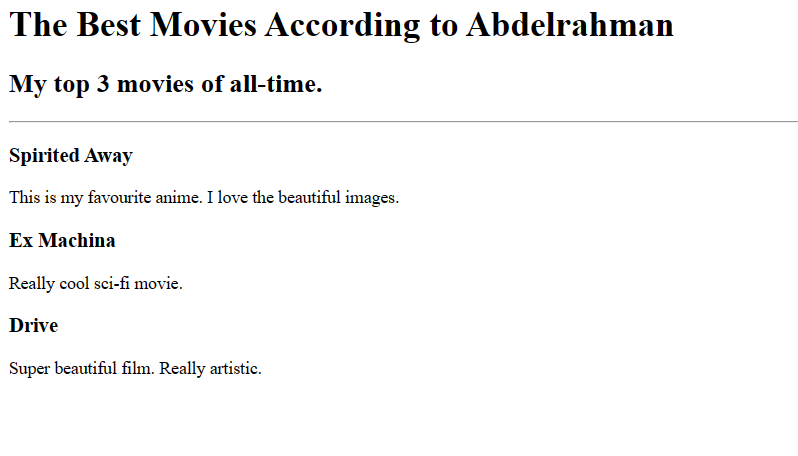 The Best Movies According to Abdelrahman
My top 3 movies of all-time.
Spirited Away
This is my favourite anime. I love the beautiful images.
Ex Machina
Really cool sci-fi movie.
Drive
Super beautiful film. Really artistic.